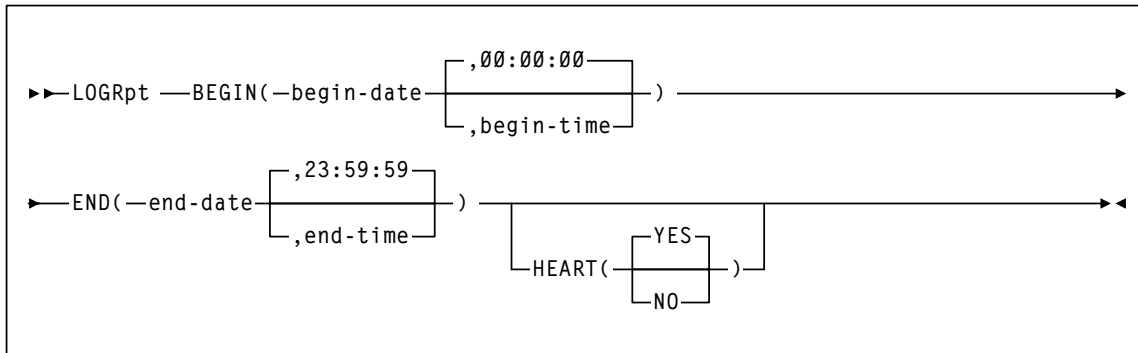 ,00:00:00
LOGRpt BEGIN( begin-date )
,begin-time
,23:59:59
END( end-date )
,end-time
YES
HEART( )
NO